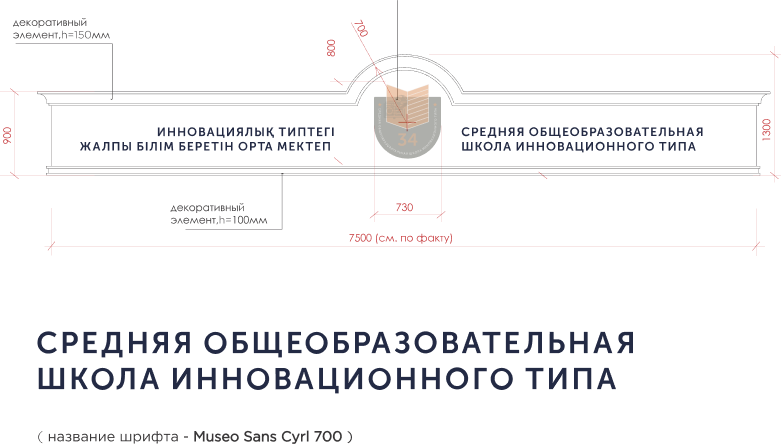 декоративный
элемент,h=150мм
700
800
900
1300
34
ИННОВАЦИЯЛЫҚ ТИПТЕГІ
ЖАЛПЫ БІЛІМ БЕРЕТІН ОРТА МЕКТЕП
СРЕДНЯЯ ОБЩЕОБРАЗОВАТЕЛЬНАЯ
ШКОЛА ИННОВАЦИОННОГО ТИПА
декоративный
элемент,h=100мм
730
7500 (см. по факту)
СРЕДНЯЯ ОБЩЕОБРАЗОВАТЕЛЬНАЯ
ШКОЛА ИННОВАЦИОННОГО ТИПА
( название шрифта - Museo Sans Cyrl 700 )